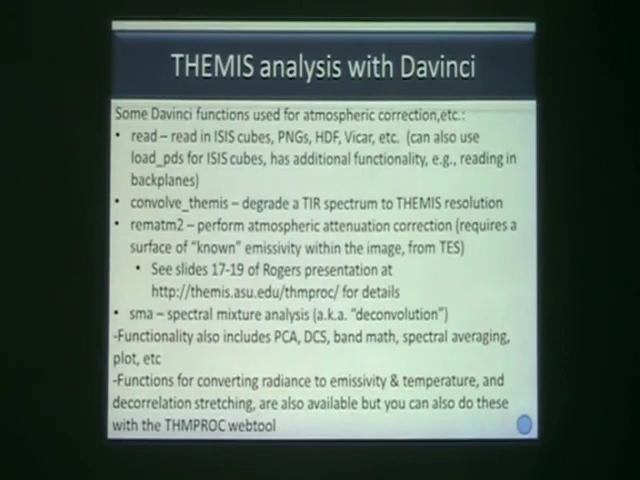 THEMIS analysis with Davinci
Some Davinci functions used for atmospheric correction,etc.:
• read – read in ISIS cubes, PNGs, HDF, Vicar, etc. (can also use
load_pds for ISIS cubes, has additional functionality, e.g., reading in
backplanes)
• convolve_themis – degrade a TIR spectrum to THEMIS resolution
• rematm2 – perform atmospheric attenuation correction (requires a
surface of “known” emissivity within the image, from TES)
• See slides 17-19 of Rogers presentation at
http://themis.asu.edu/thmproc/ for details
• sma – spectral mixture analysis (a.k.a. “deconvolution”)
-Functionality also includes PCA, DCS, band math, spectral averaging,
plot, etc
-Functions for converting radiance to emissivity & temperature, and
decorrelation stretching, are also available but you can also do these
with the THMPROC webtool